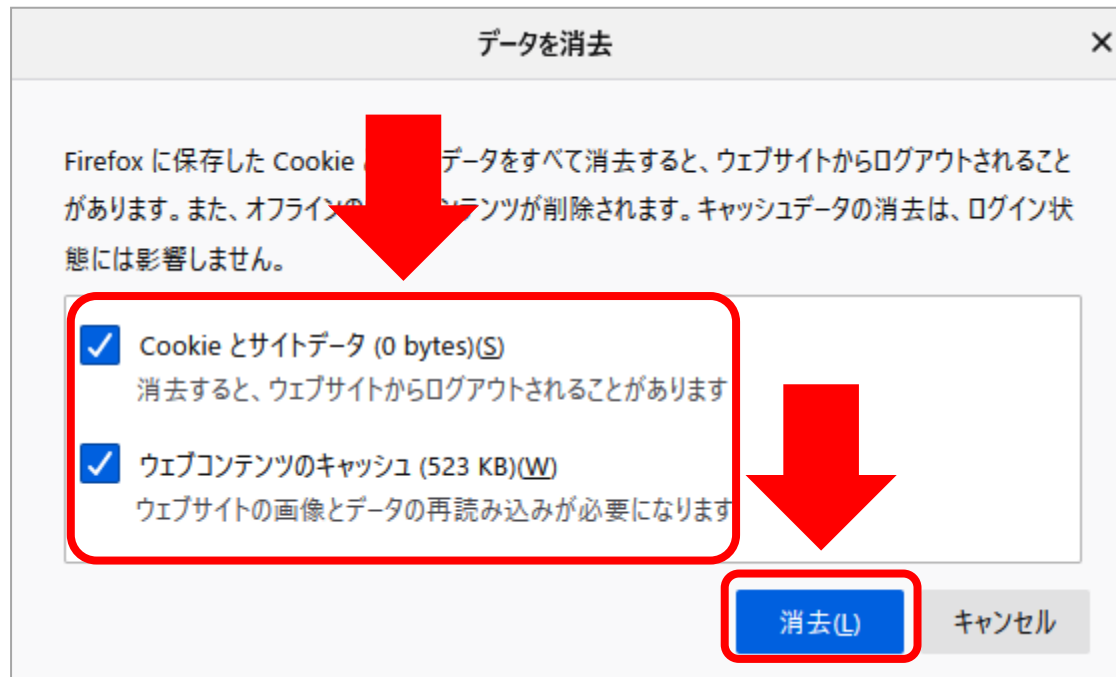 データを消去
Firefox に保存した Cookie データをすべて消去すると、ウェブサイトからログアウトされること
があります。また、オフラインの ンテンツが削除されます。キャッシュデータの消去は、ログイン状
態には影響しません。
Cookie とサイトデータ (0 bytes)(S)
消去すると、ウェブサイトからログアウトされることがあります
ウェブコンテンツのキャッシュ (523 KB)(W)
ウェブサイトの画像とデータの再読み込みが必要になります
消去(L)
キャンセル